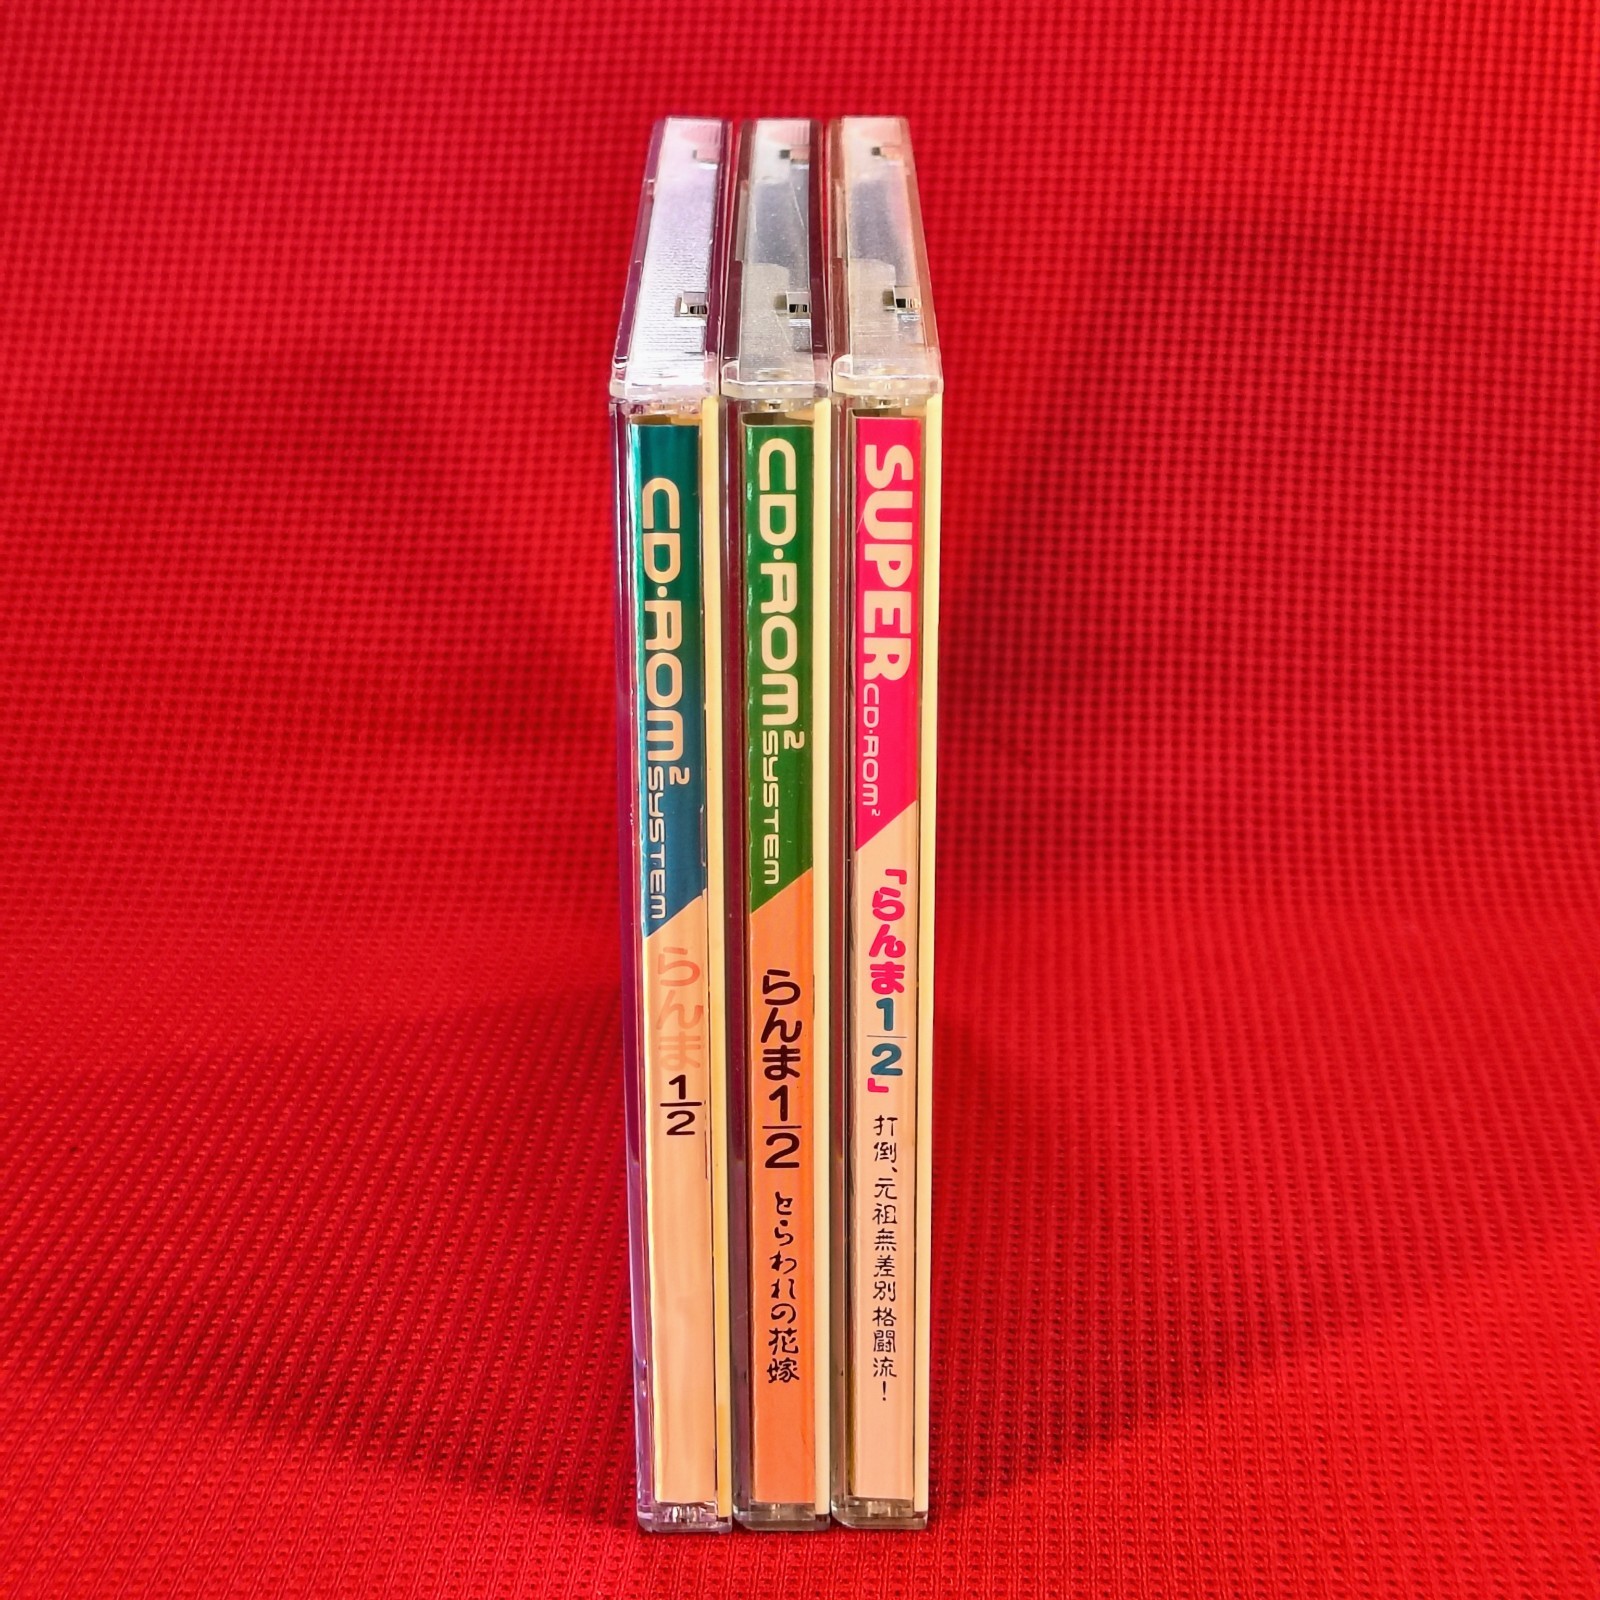 CD·ROM² SYSTEM
らんま1/2
CD·ROM² SYSTEM
らんま1/2 とらわれの花嫁
SUPER CD·ROM²
「らんま1/2」打倒、元祖無差別格闘流!